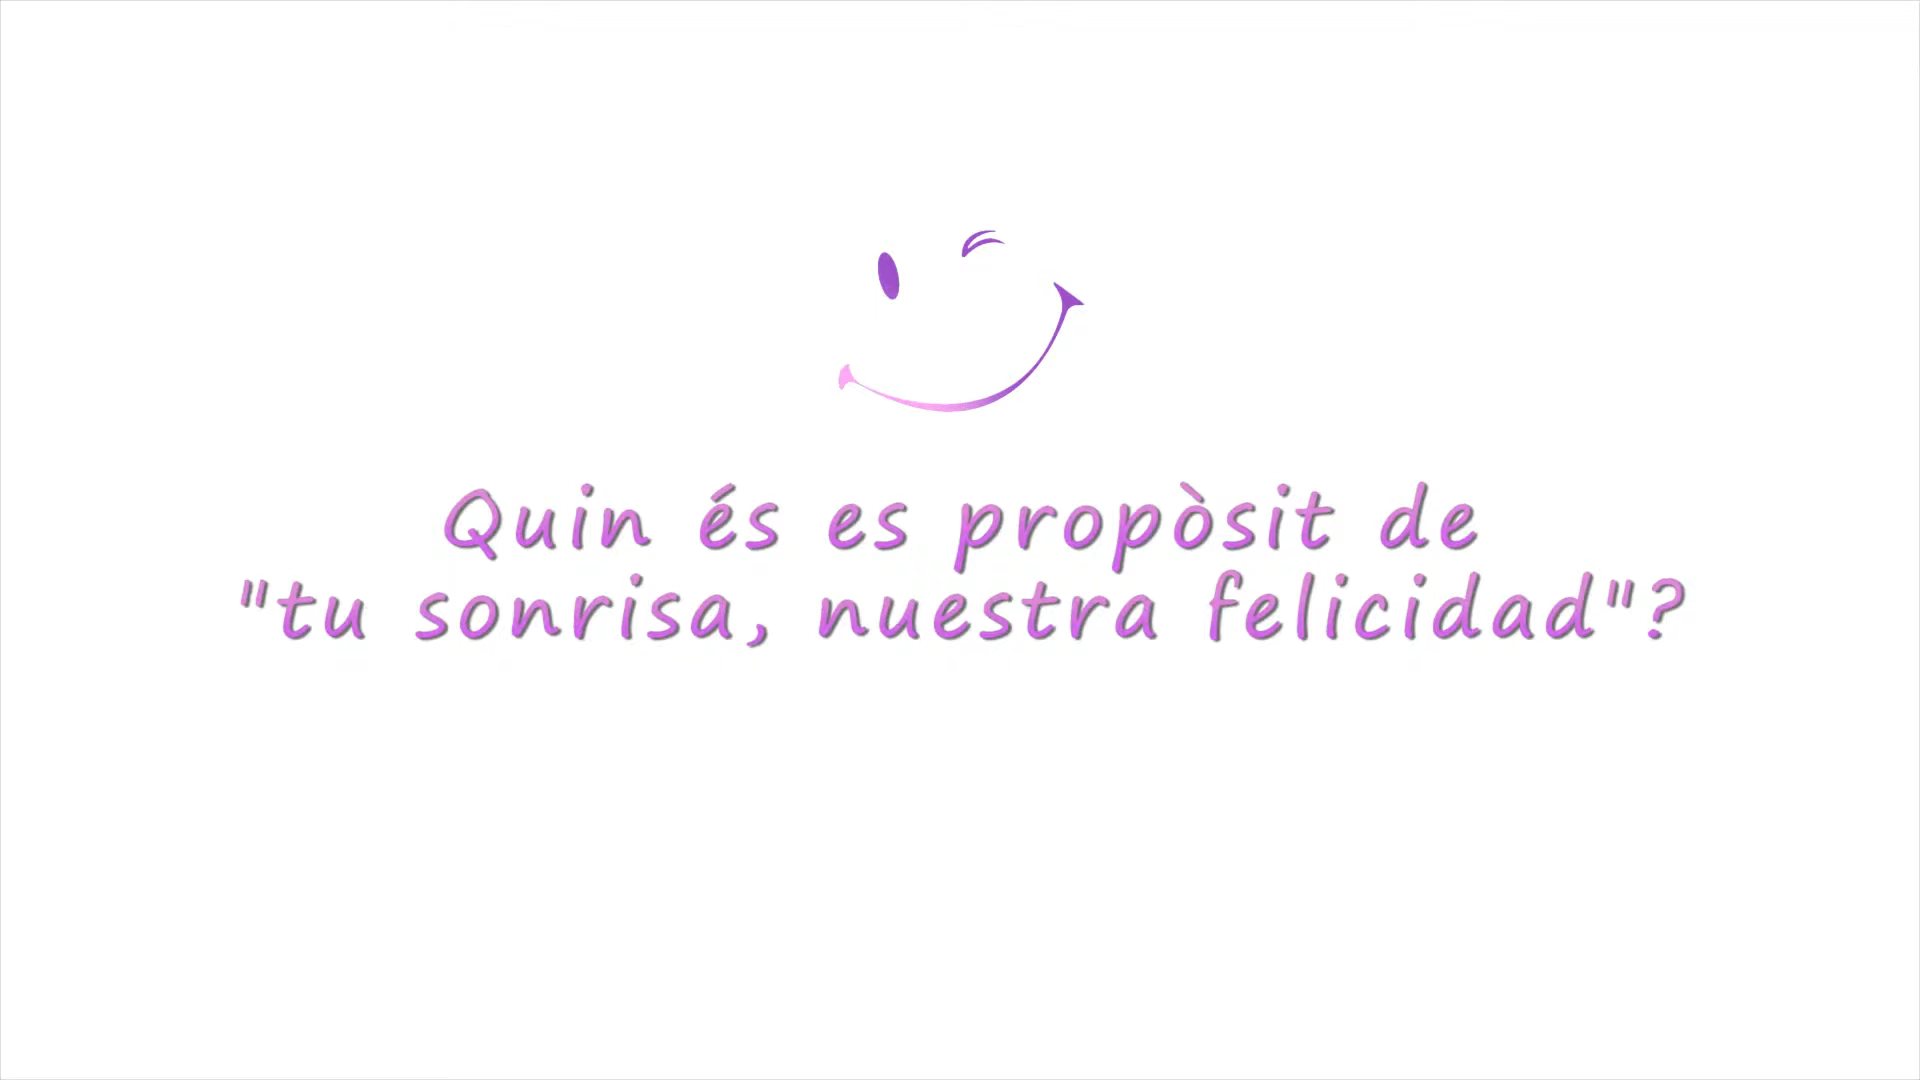 Quin és es propòsit de
"tu sonrisa, nuestra felicidad"?